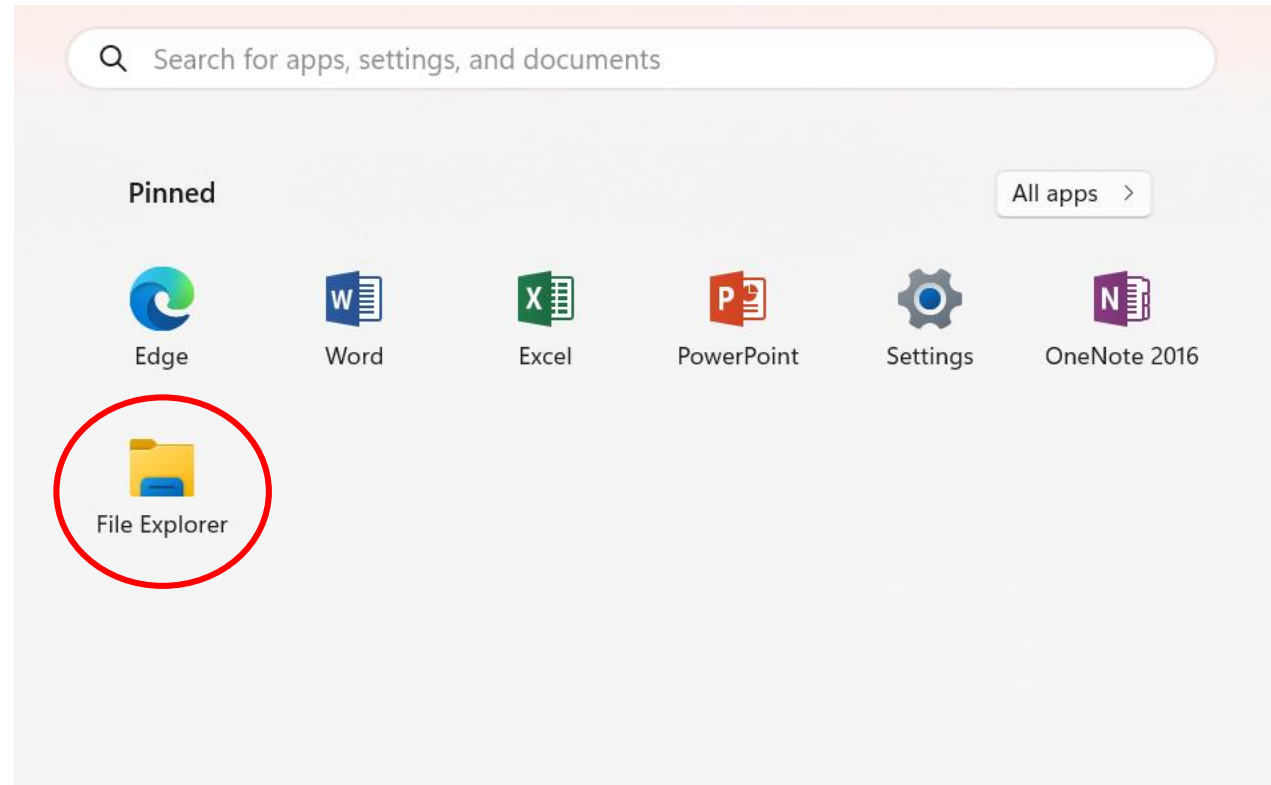 Search for apps, settings, and documents
Pinned
All apps >
Edge
Word
Excel
PowerPoint
Settings
OneNote 2016
File Explorer